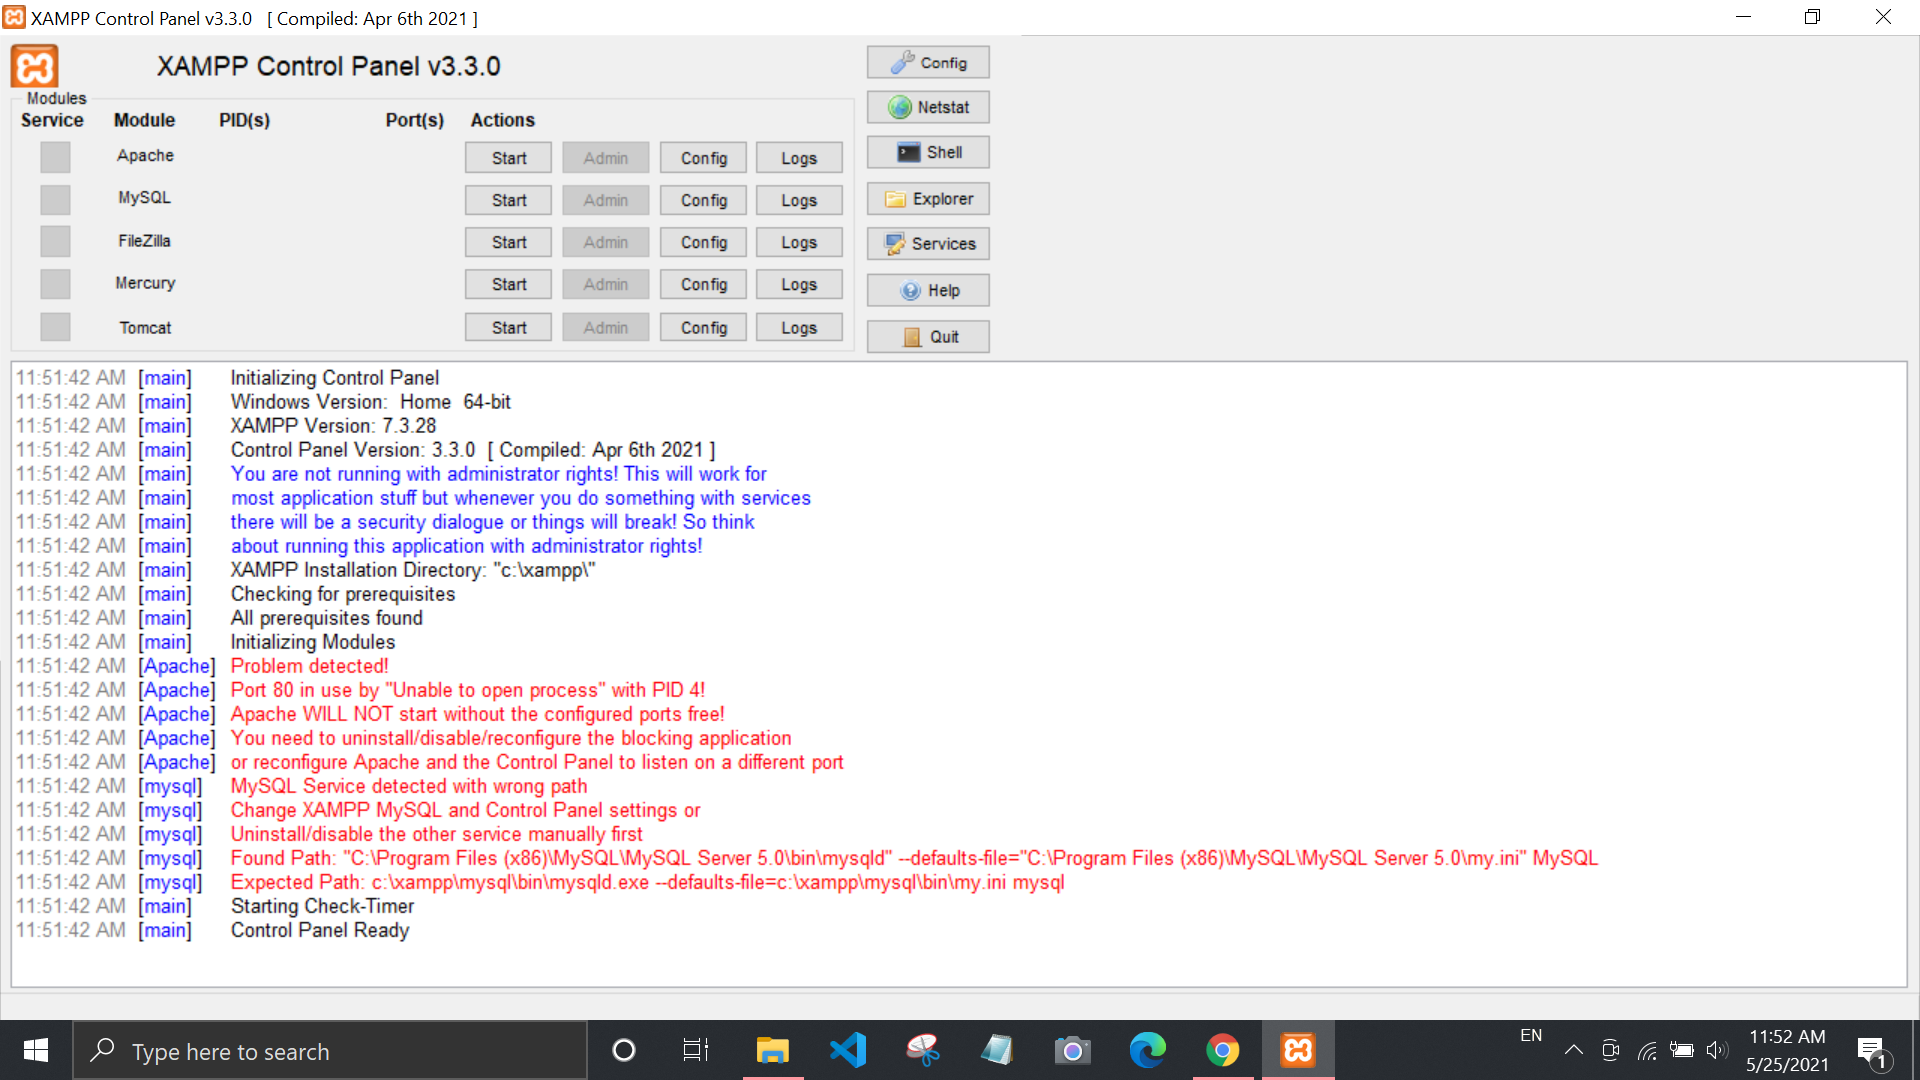 XAMPP Control Panel v3.3.0 [ Compiled: Apr 6th 2021 ]
XAMPP Control Panel v3.3.0
Config
Netstat
Shell
Explorer
Services
Help
Quit
Modules
Service Module PID(s) Port(s) Actions
Apache Start Admin Config Logs
MySQL Start Admin Config Logs
FileZilla Start Admin Config Logs
Mercury Start Admin Config Logs
Tomcat Start Admin Config Logs
11:51:42 AM [main] Initializing Control Panel
11:51:42 AM [main] Windows Version: Home 64-bit
11:51:42 AM [main] XAMPP Version: 7.3.28
11:51:42 AM [main] Control Panel Version: 3.3.0 [ Compiled: Apr 6th 2021 ]
11:51:42 AM [main] You are not running with administrator rights! This will work for
11:51:42 AM [main] most application stuff but whenever you do something with services
11:51:42 AM [main] there will be a security dialogue or things will break! So think
11:51:42 AM [main] about running this application with administrator rights!
11:51:42 AM [main] XAMPP Installation Directory: "c:\xampp\"
11:51:42 AM [main] Checking for prerequisites
11:51:42 AM [main] All prerequisites found
11:51:42 AM [main] Initializing Modules
11:51:42 AM [Apache] Problem detected!
11:51:42 AM [Apache] Port 80 in use by "Unable to open process" with PID 4!
11:51:42 AM [Apache] Apache WILL NOT start without the configured ports free!
11:51:42 AM [Apache] You need to uninstall/disable/reconfigure the blocking application
11:51:42 AM [Apache] or reconfigure Apache and the Control Panel to listen on a different port
11:51:42 AM [mysql] MySQL Service detected with wrong path
11:51:42 AM [mysql] Change XAMPP MySQL and Control Panel settings or
11:51:42 AM [mysql] Uninstall/disable the other service manually first
11:51:42 AM [mysql] Found Path: "C:\Program Files (x86)\MySQL\MySQL Server 5.0\bin\mysqld" --defaults-file="C:\Program Files (x86)\MySQL\MySQL Server 5.0\my.ini" MySQL
11:51:42 AM [mysql] Expected Path: c:\xampp\mysql\bin\mysqld.exe --defaults-file=c:\xampp\mysql\bin\my.ini mysql
11:51:42 AM [main] Starting Check-Timer
11:51:42 AM [main] Control Panel Ready
Type here to search
EN
11:52 AM
5/25/2021
1